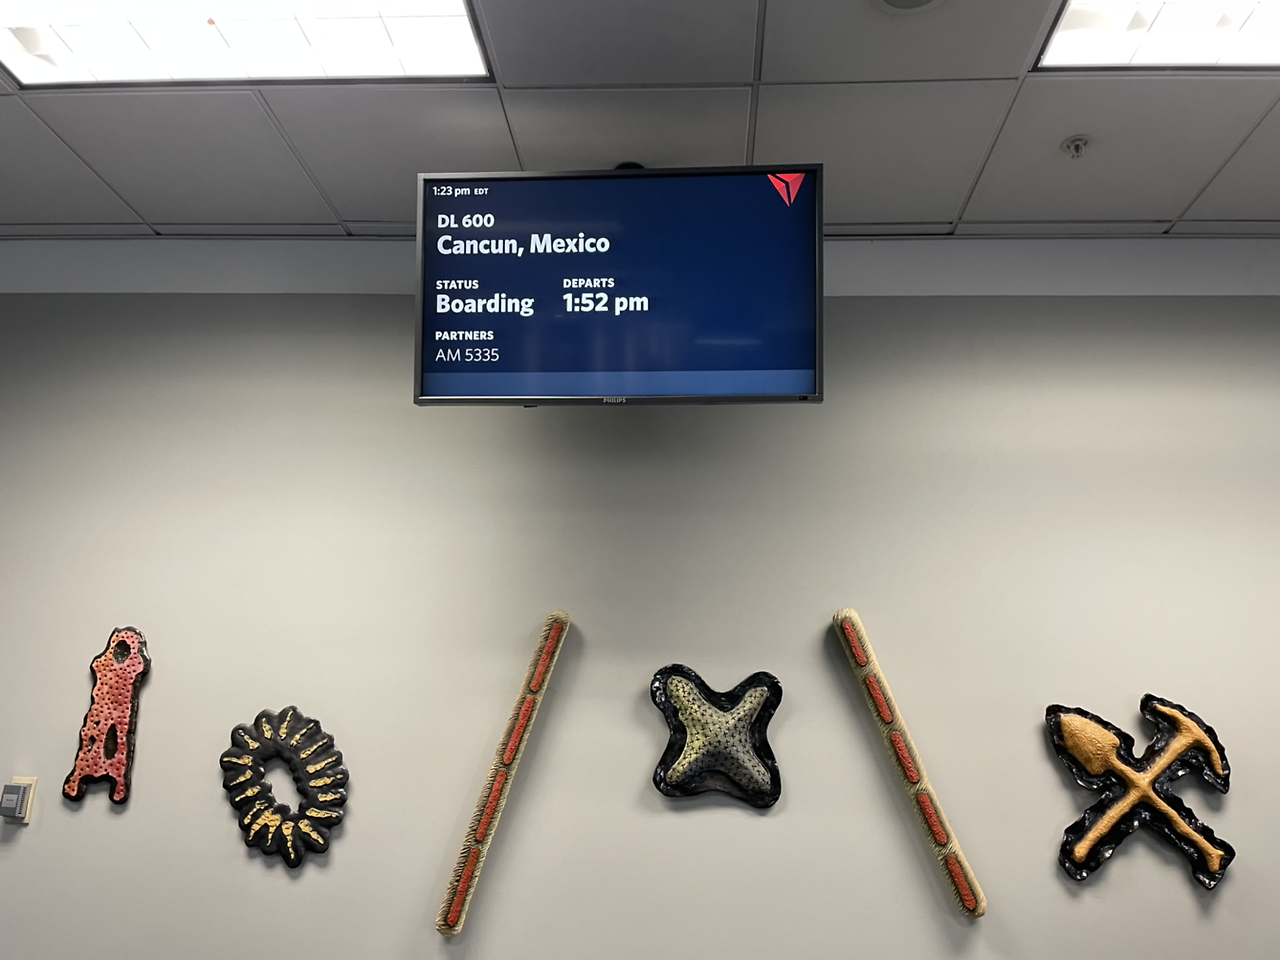 1:23 pm EDT
DL 600
Cancun, Mexico
STATUS DEPARTS
Boarding 1:52 pm
PARTNERS
AM 5335
PHILIPS